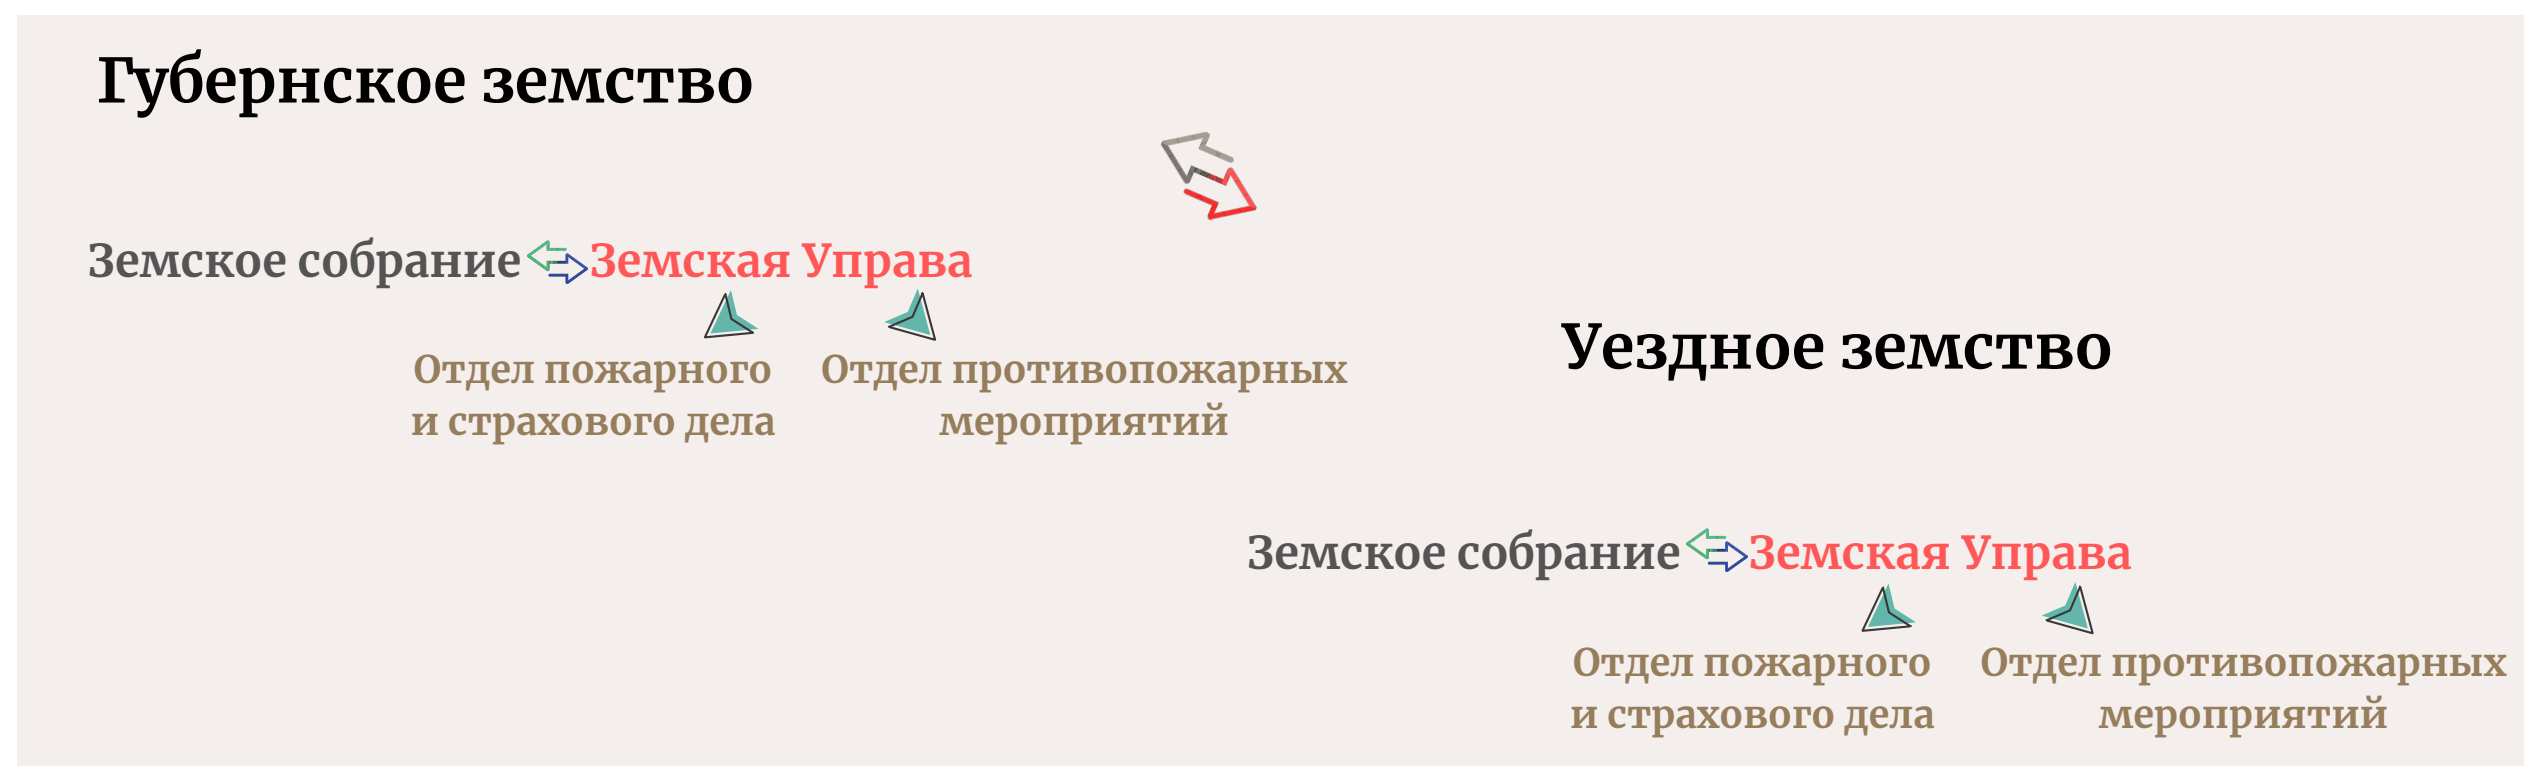 Губернское земство
Земское собрание
Земская Управа
Отдел пожарного
и страхового дела
Отдел противопожарных
мероприятий
Уездное земство
Земское собрание
Земская Управа
Отдел пожарного
и страхового дела
Отдел противопожарных
мероприятий